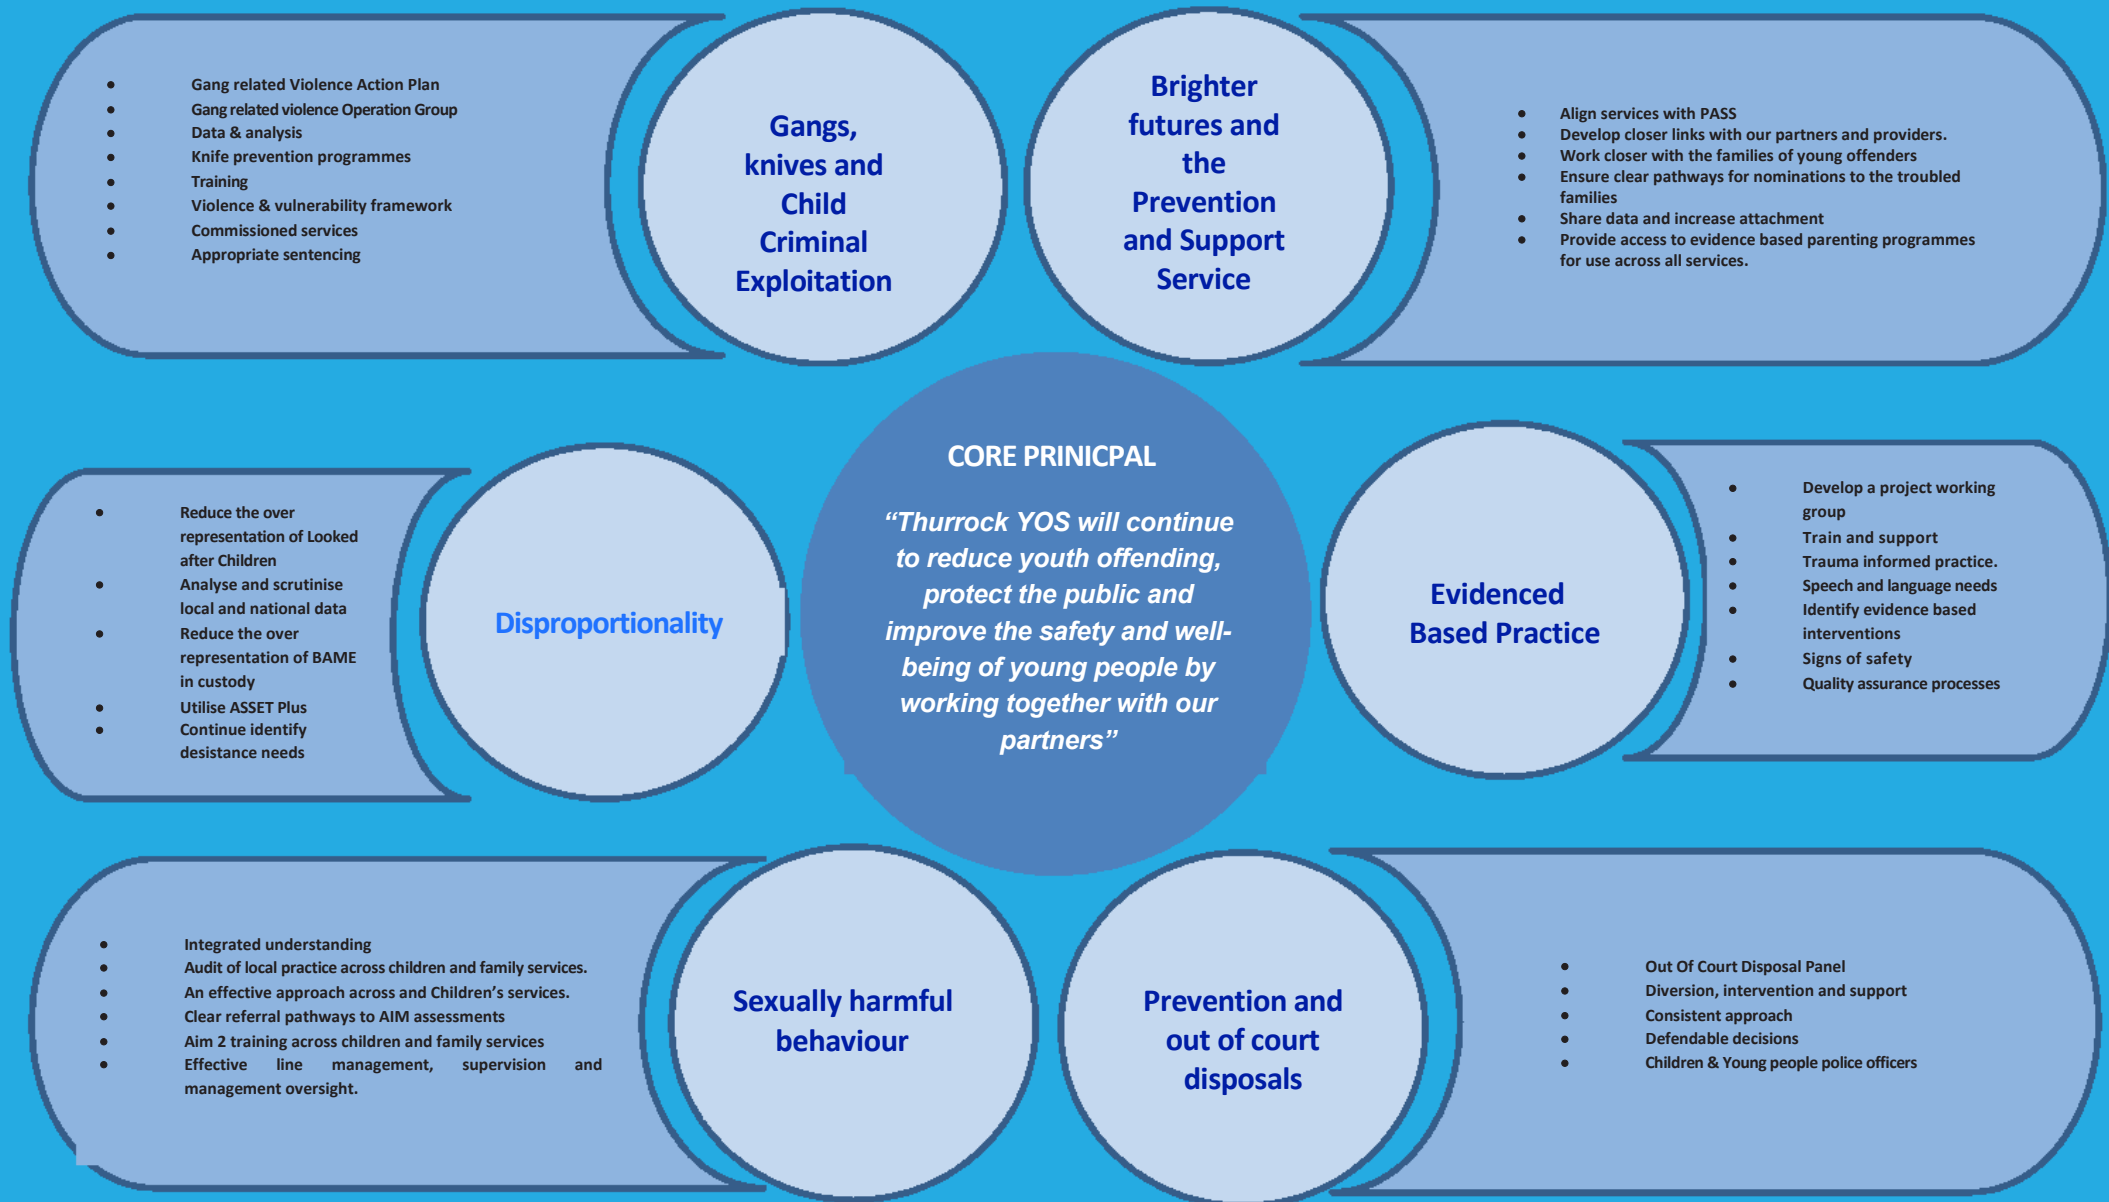 ● Gang related Violence Action Plan
● Gang related violence Operation Group
● Data & analysis
● Knife prevention programmes
● Training
● Violence & vulnerability framework
● Commissioned services
● Appropriate sentencing
Gangs,
knives and
Child
Criminal
Exploitation
Brighter
futures and
the
Prevention
and Support
Service
● Align services with PASS
● Develop closer links with our partners and providers.
● Work closer with the families of young offenders
● Ensure clear pathways for nominations to the troubled
families
● Share data and increase attachment
● Provide access to evidence based parenting programmes
for use across all services.
● Reduce the over
representation of Looked
after Children
● Analyse and scrutinise
local and national data
● Reduce the over
representation of BAME
in custody
● Utilise ASSET Plus
● Continue identify
desistance needs
Disproportionality
CORE PRINICPAL
“Thurrock YOS will continue
to reduce youth offending,
protect the public and
improve the safety and well-
being of young people by
working together with our
partners”
Evidenced
Based Practice
● Develop a project working
group
● Train and support
● Trauma informed practice.
● Speech and language needs
● Identify evidence based
interventions
● Signs of safety
● Quality assurance processes
● Integrated understanding
● Audit of local practice across children and family services.
● An effective approach across and Children’s services.
● Clear referral pathways to AIM assessments
● Aim 2 training across children and family services
● Effective line management, supervision and
management oversight.
Sexually harmful
behaviour
Prevention and
out of court
disposals
● Out Of Court Disposal Panel
● Diversion, intervention and support
● Consistent approach
● Defendable decisions
● Children & Young people police officers